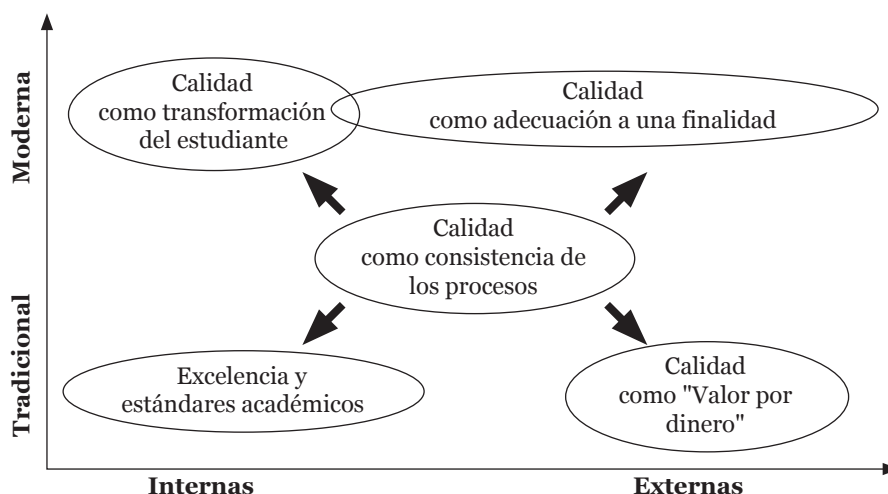 Moderna
Calidad
como transformación
del estudiante
Calidad
como adecuación a una finalidad
Calidad
como consistencia de
los procesos
Tradicional
Excelencia y
estándares académicos
Calidad
como "Valor por
dinero"
Internas
Externas